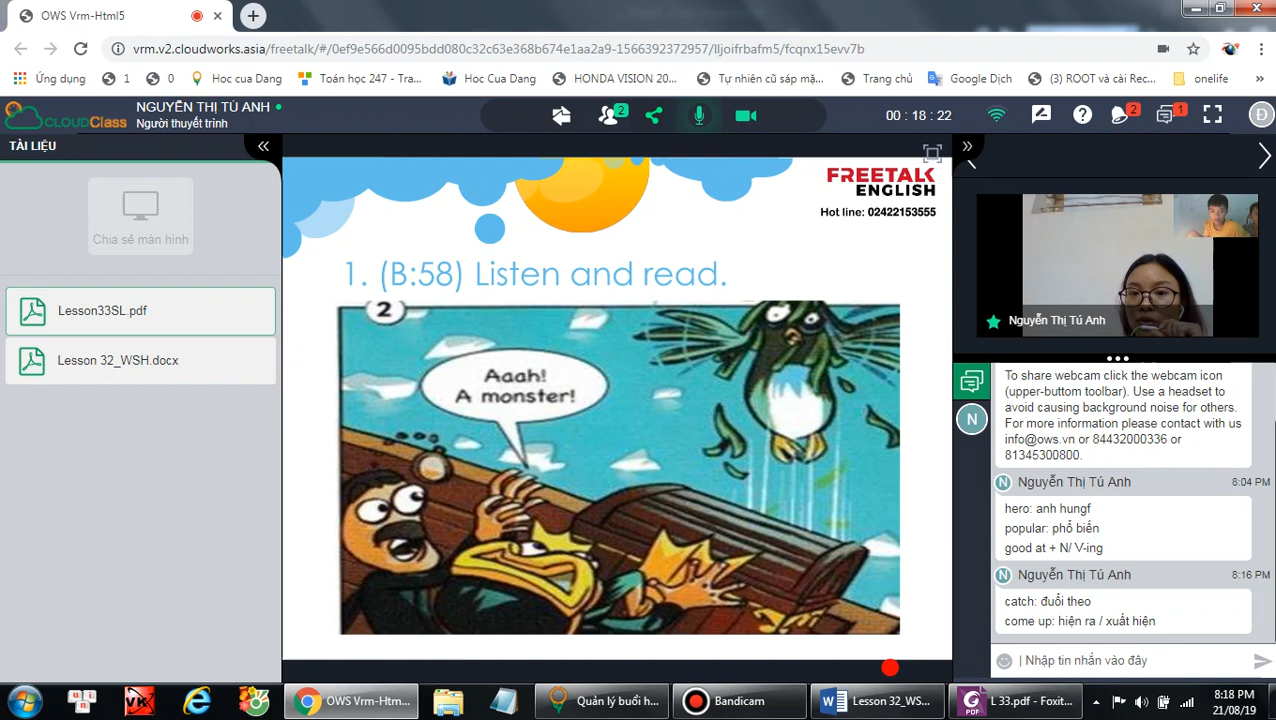 OWS Vrm-Html5
vrm.v2.cloudworks.asia/freetalk/#/0ef9e566d0095bdd080c32c63e368b674e1aa2a9-1566392372957/lljoifrbafm5/fcqnx15evv7b
Ứng dụng 1 0 Hoc cua Dang Toán học 247 - Tra... Học Cua Dang HONDA VISION 20... Tự nhiên cũ sáp mặ... Trang chủ Google Dịch (3) ROOT và cài Rec... onelife »
CLOUDClass
NGUYỄN THỊ TÚ ANH
Người thuyết trình
2
00 : 18 : 22
2
1
Đ
TÀI LIỆU
Chia sẻ màn hình
Lesson33SL.pdf
Lesson 32_WSH.docx
FREETALK
ENGLISH
Hot line: 02422153555
1. (B:58) Listen and read.
2
Aaah!
A monster!
Nguyễn Thị Tú Anh
To share webcam click the webcam icon
(upper-buttom toolbar). Use a headset to
avoid causing background noise for others.
For more information please contact with us
info@ows.vn or 84432000336 or
81345300800.
N
N Nguyễn Thị Tú Anh 8:04 PM
hero: anh hungf
popular: phổ biến
good at + N/ V-ing
N Nguyễn Thị Tú Anh 8:16 PM
catch: đuổi theo
come up: hiện ra / xuất hiện
Nhập tin nhắn vào đây
OWS Vrm-Htm... Quản lý buổi h... Bandicam Lesson 32_WS... L 33.pdf - Foxit...
8:18 PM
21/08/19